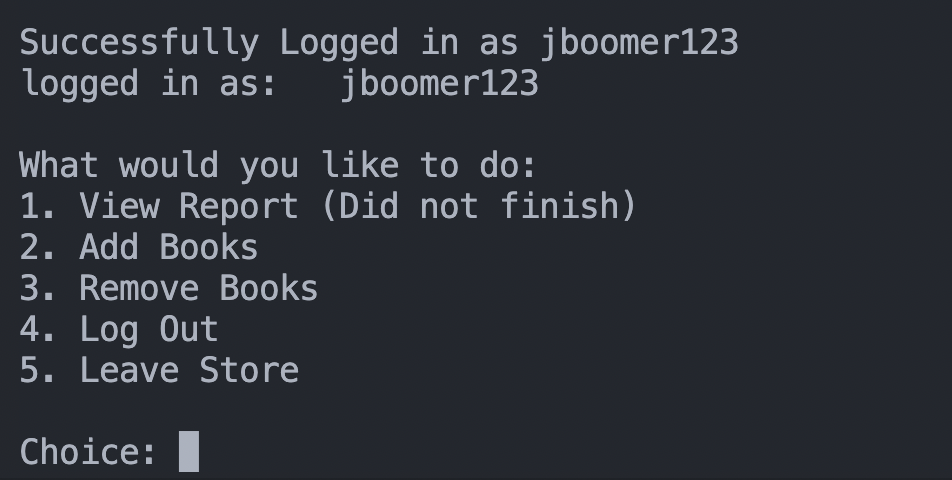 Successfully Logged in as jboomer123
logged in as:   jboomer123
What would you like to do:
1. View Report (Did not finish)
2. Add Books
3. Remove Books
4. Log Out
5. Leave Store
Choice: